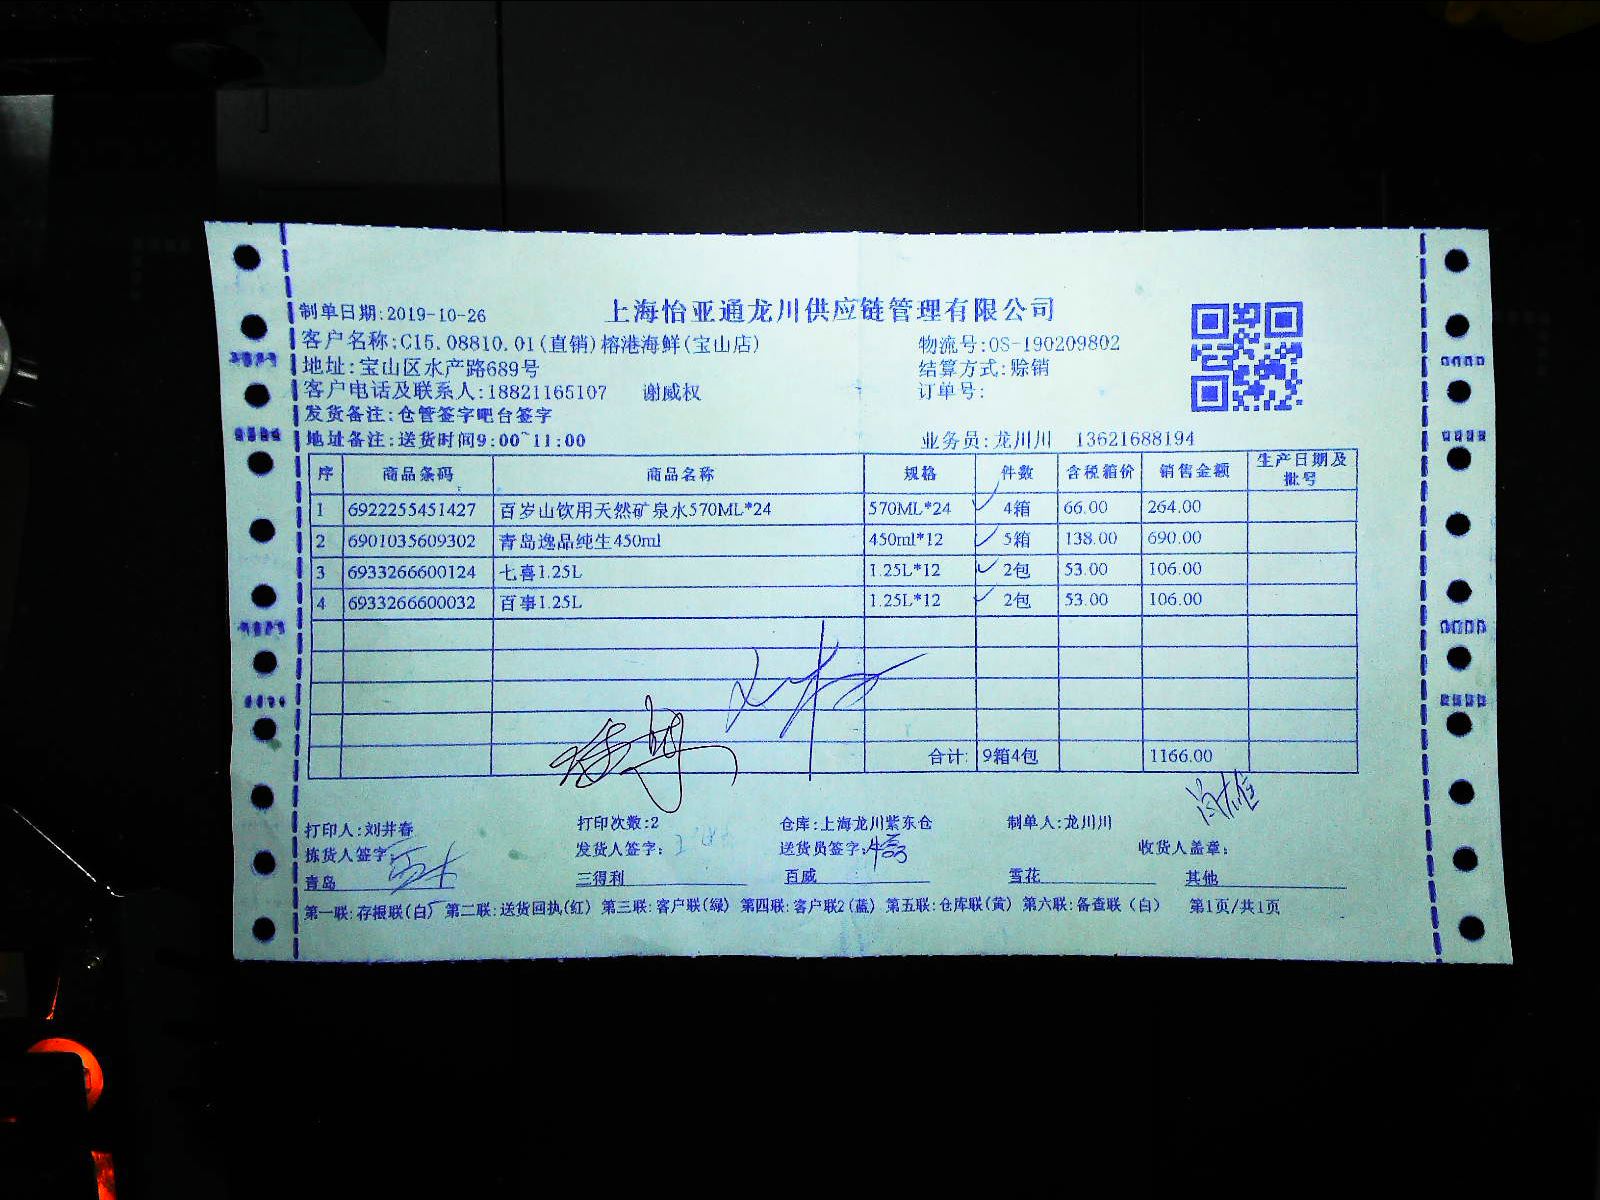 制单日期:2019-10-26 上海怡亚通龙川供应链管理有限公司
客户名称:C15.08810.01(直销)榕港海鲜(宝山店) 物流号:OS-190209802
地址:宝山区水产路689号 结算方式:赊销
客户电话及联系人:18821165107 谢威权 订单号:
发货备注:仓管签字吧台签字
地址备注:送货时间9:00~11:00 业务员:龙川川 13621688194
序 商品条码 商品名称 规格 件数 含税箱价 销售金额 生产日期及批号
1 6922255451427 百岁山饮用天然矿泉水570ML*24 570ML*24 4箱 66.00 264.00
2 6901035609302 青岛逸品纯生450ml 450ml*12 5箱 138.00 690.00
3 6933266600124 七喜1.25L 1.25L*12 2包 53.00 106.00
4 6933266600032 百事1.25L 1.25L*12 2包 53.00 106.00
合计: 9箱4包 1166.00
打印人:刘井春 打印次数:2 仓库:上海龙川紫东仓 制单人:龙川川
拣货人签字: 发货人签字: 送货员签字: 收货人盖章:
青岛 三得利 百威 雪花 其他
第一联:存根联(白) 第二联:送货回执(红) 第三联:客户联(绿) 第四联:客户联2(蓝) 第五联:仓库联(黄) 第六联:备查联(白) 第1页/共1页